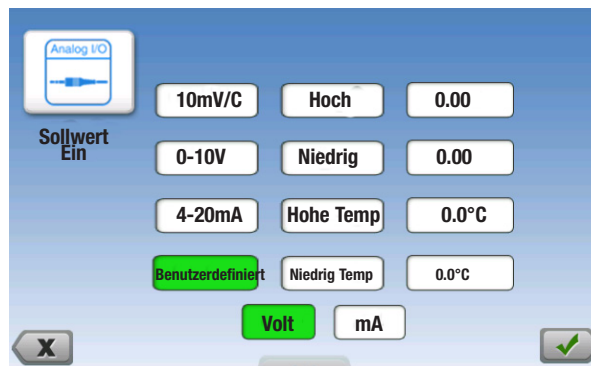 Analog I/O
Sollwert
Ein
10mV/C Hoch 0.00
0-10V Niedrig 0.00
4-20mA Hohe Temp 0.0°C
Benutzerdefiniert Niedrig Temp 0.0°C
Volt mA
X